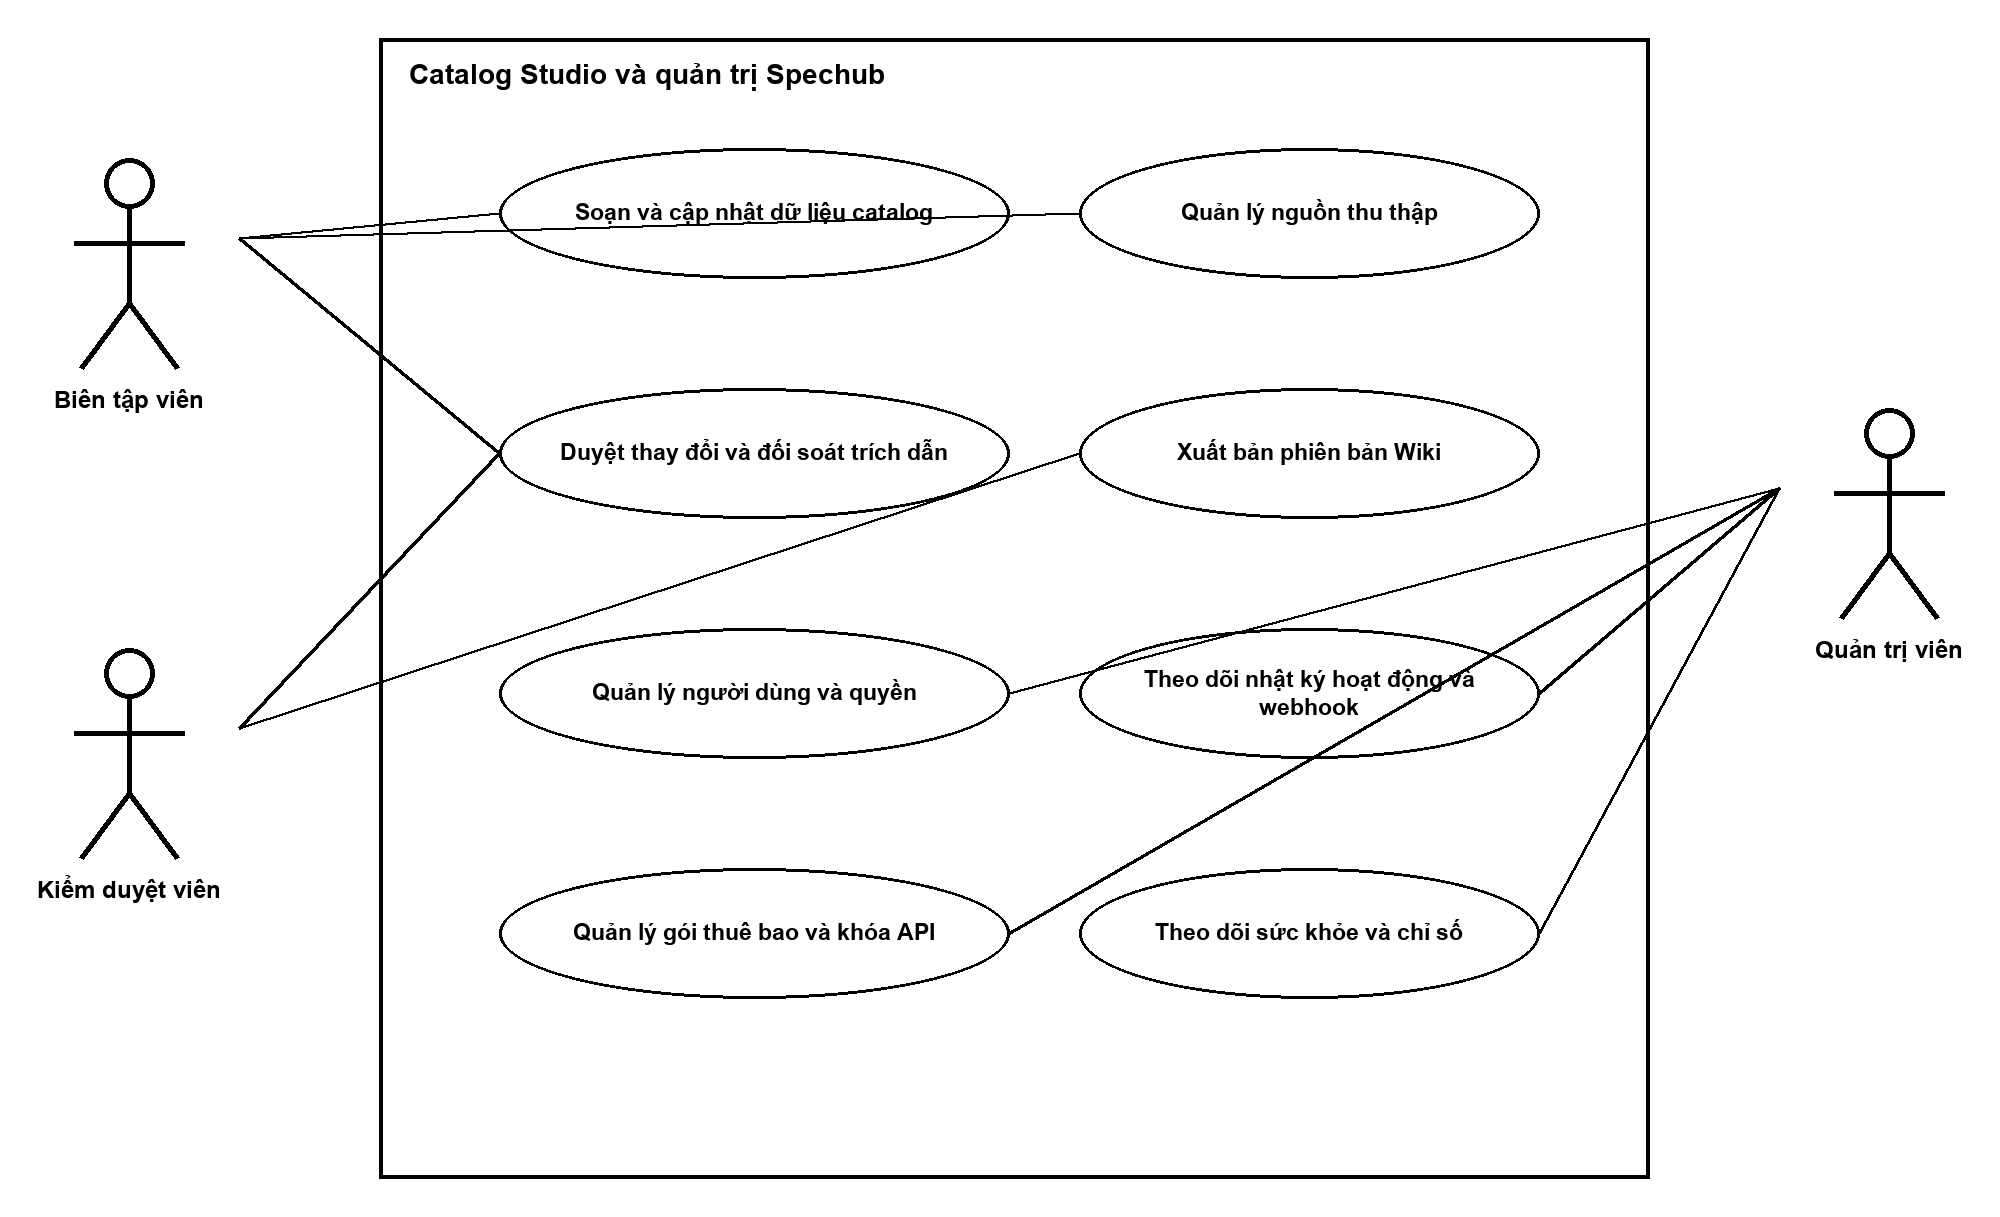 Catalog Studio và quản trị Spechub
Soạn và cập nhật dữ liệu catalog
Quản lý nguồn thu thập
Biên tập viên
Duyệt thay đổi và đối soát trích dẫn
Xuất bản phiên bản Wiki
Quản trị viên
Quản lý người dùng và quyền
Theo dõi nhật ký hoạt động và
webhook
Kiểm duyệt viên
Quản lý gói thuê bao và khóa API
Theo dõi sức khỏe và chỉ số